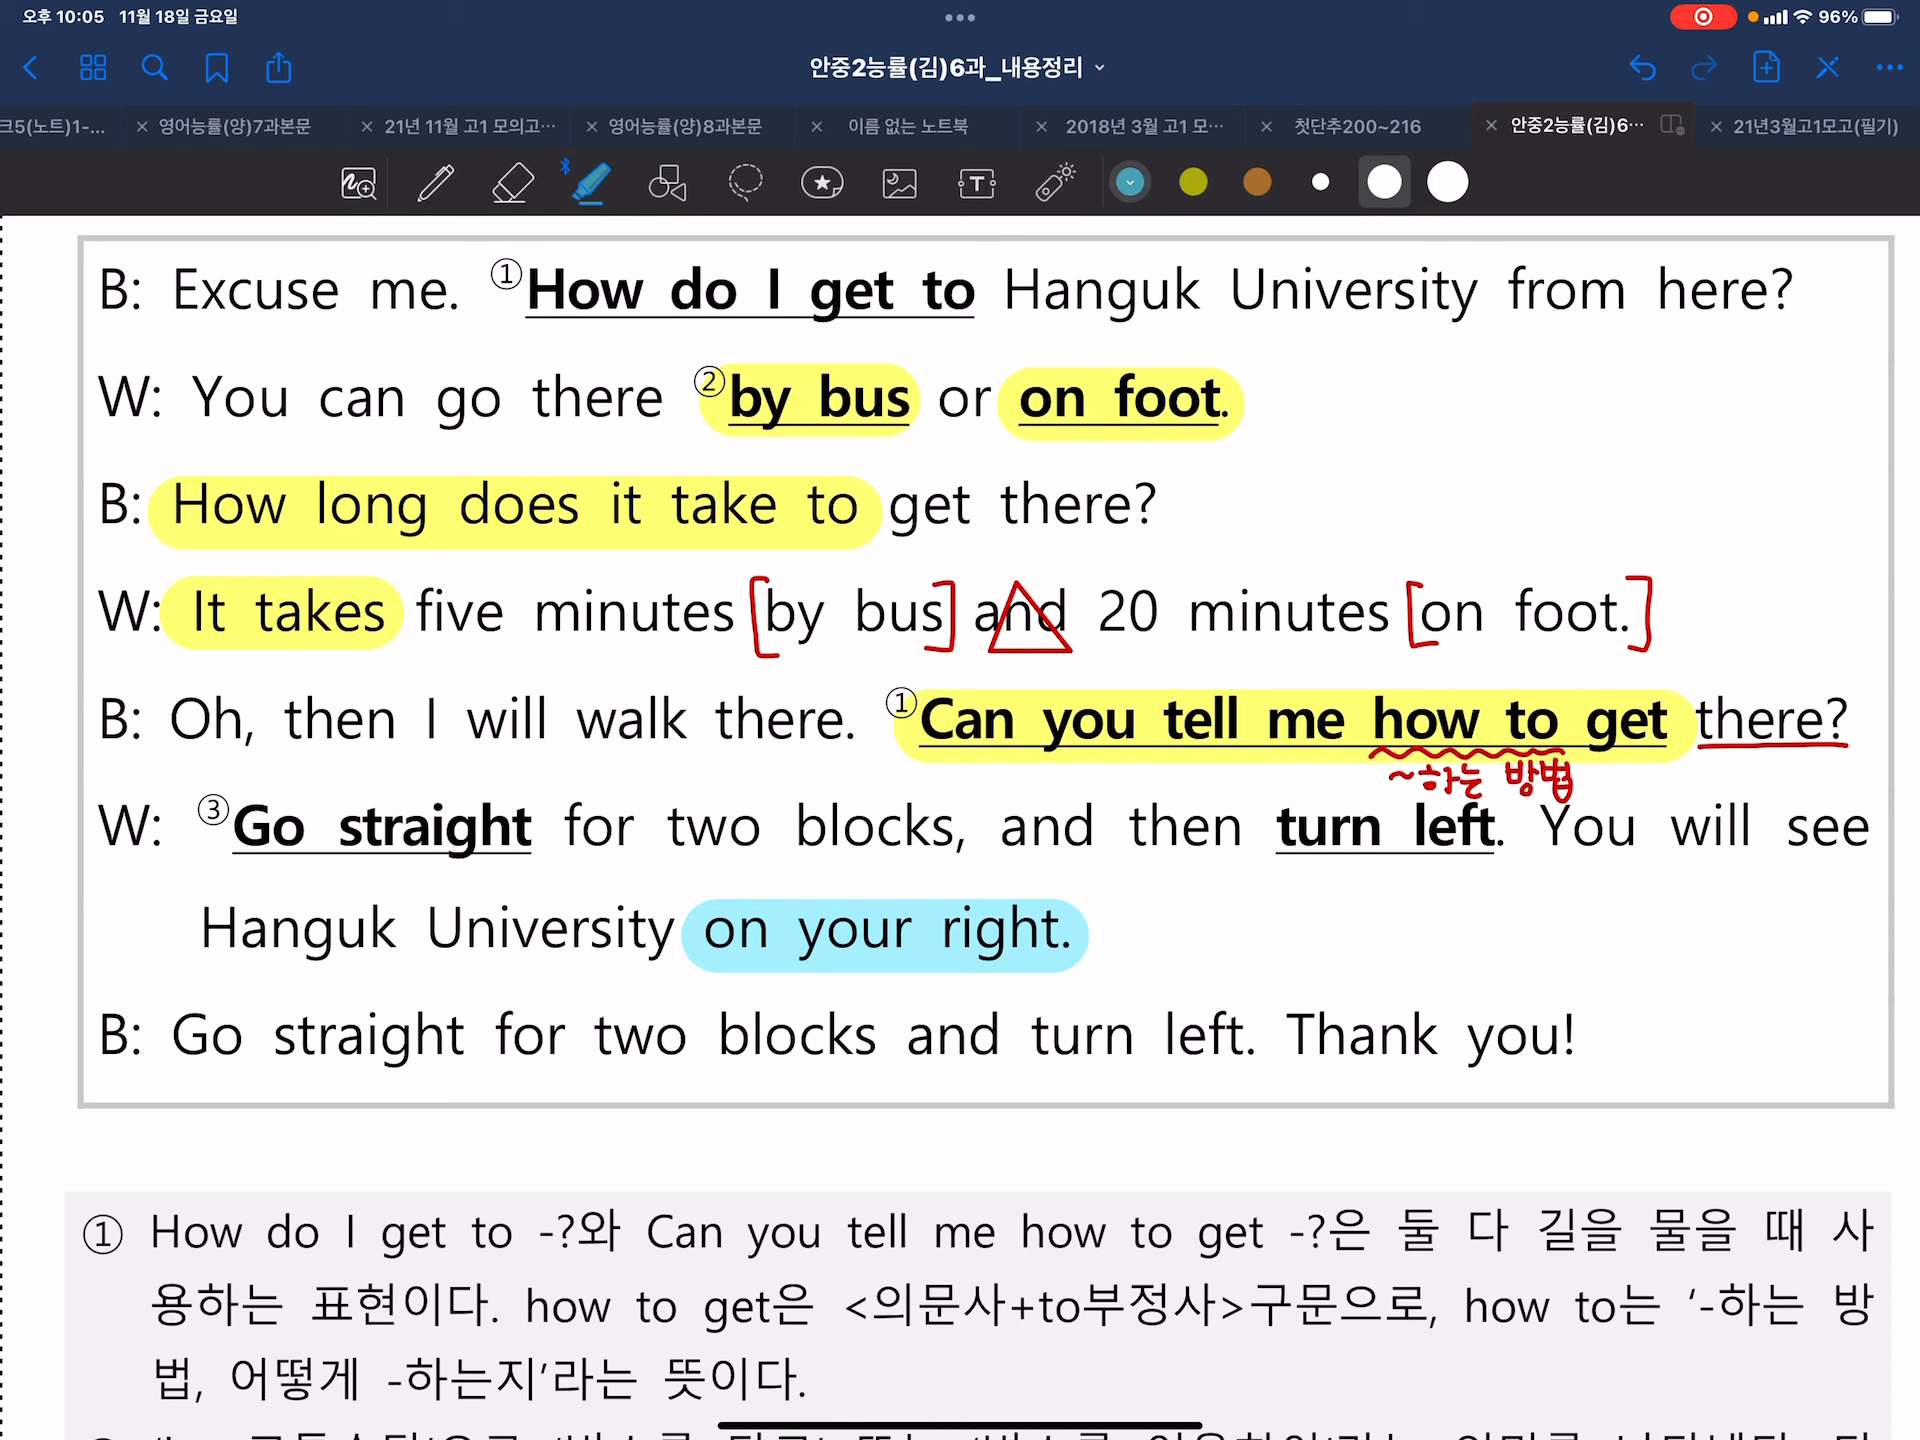 오후 10:05 11월 18일 금요일
96%
안중2능률(김)6과_내용정리
크5(노트)1-...
영어능률(양)7과본문
21년 11월 고1 모의고...
영어능률(양)8과본문
이름 없는 노트북
2018년 3월 고1 모...
첫단추200~216
안중2능률(김)6...
21년3월고1모고(필기)
B: Excuse me. ①How do I get to Hanguk University from here?
W: You can go there ②by bus or on foot.
B: How long does it take to get there?
W: It takes five minutes [by bus] and 20 minutes [on foot.]
B: Oh, then I will walk there. ①Can you tell me how to get there?
~하는 방법
W: ③Go straight for two blocks, and then turn left. You will see
Hanguk University on your right.
B: Go straight for two blocks and turn left. Thank you!
① How do I get to -?와 Can you tell me how to get -?은 둘 다 길을 물을 때 사
용하는 표현이다. how to get은 <의문사+to부정사>구문으로, how to는 ‘-하는 방
법, 어떻게 -하는지’라는 뜻이다.